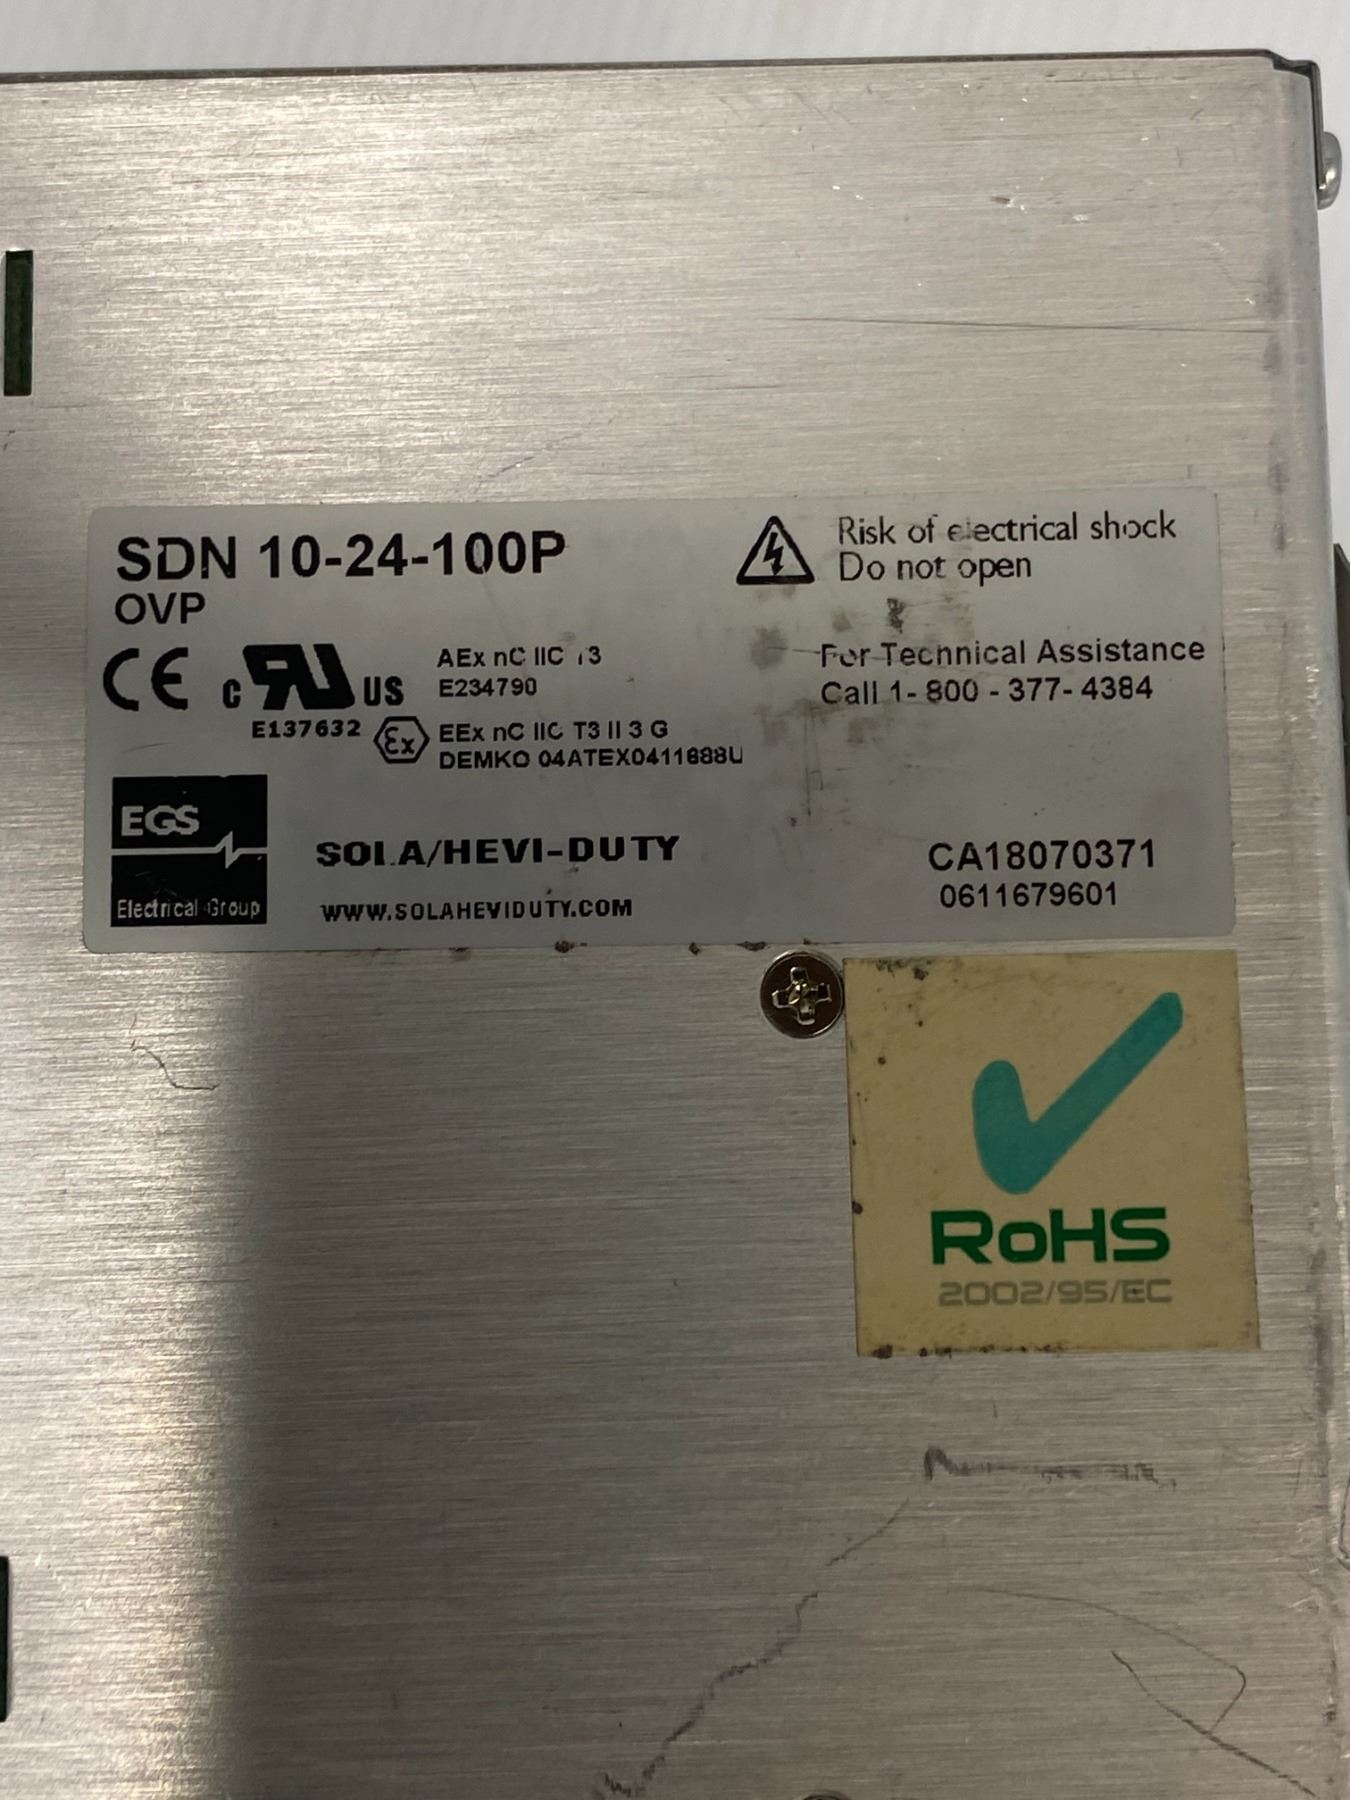 SDN 10-24-100P
OVP
Risk of electrical shock
Do not open
CE
c RU US
E137632
AEx nC IIC T3
E234790
Ex
EEx nC IIC T3 II 3 G
DEMKO 04ATEX0411688U
For Technical Assistance
Call 1-800-377-4384
EGS
Electrical Group
SOLA/HEVI-DUTY
WWW.SOLAHEVIDUTY.COM
CA18070371
0611679601
RoHS
2002/95/EC